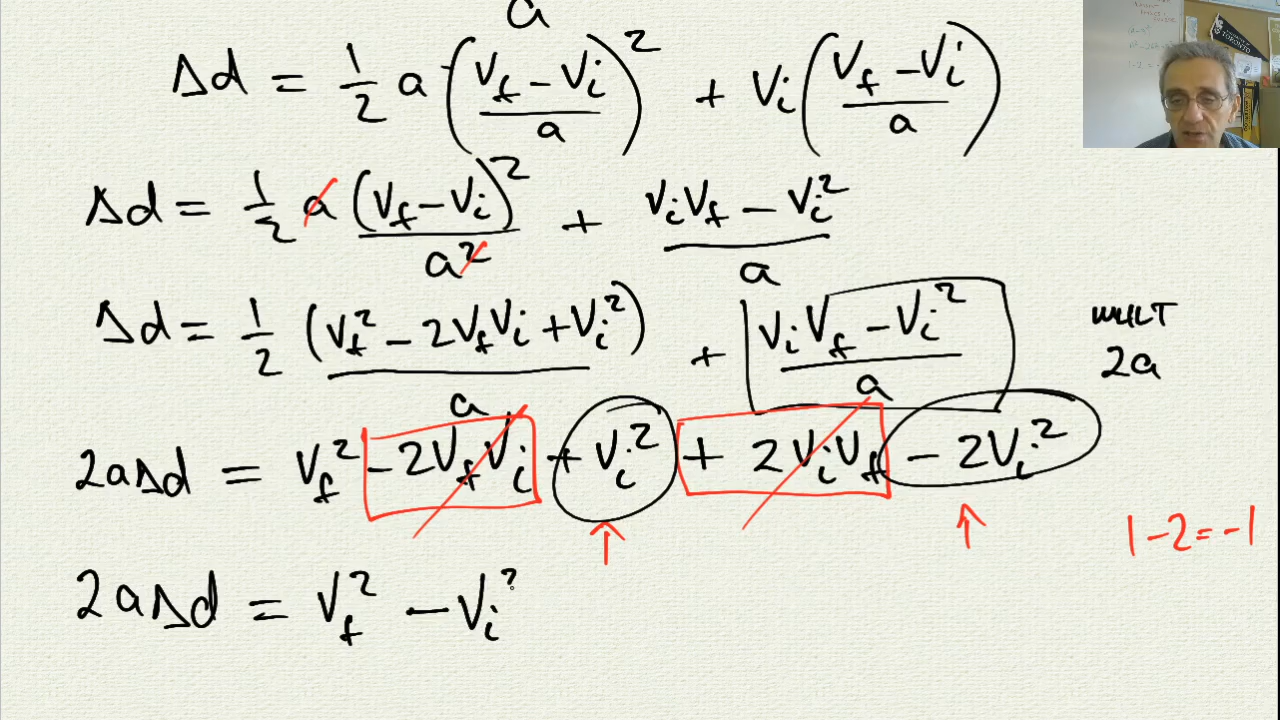 a
Δd = 1/2 a ((Vf - Vi)/a)² + Vi ((Vf - Vi)/a)
Δd = 1/2 a (Vf - Vi)²/a² + (ViVf - Vi²)/a
Δd = 1/2 (Vf² - 2VfVi + Vi²)/a + (ViVf - Vi²)/a
MULT
2a
2aΔd = Vf² - 2VfVi + Vi² + 2ViVf - 2Vi²
1 - 2 = -1
2aΔd = Vf² - Vi²
TORONTO